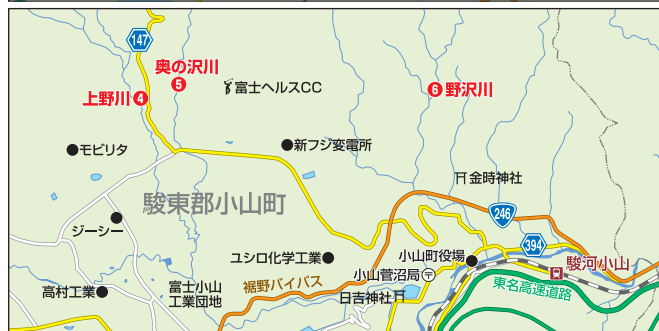 147
奥の沢川
5
富士ヘルスCC
上野川 4
6 野沢川
モビリタ
新フジ変電所
金時神社
駿東郡小山町
246
ジーシー
394
ユシロ化学工業
小山町役場
駿河小山
小山菅沼局
高村工業
富士小山
工業団地
裾野バイパス
日吉神社
東名高速道路